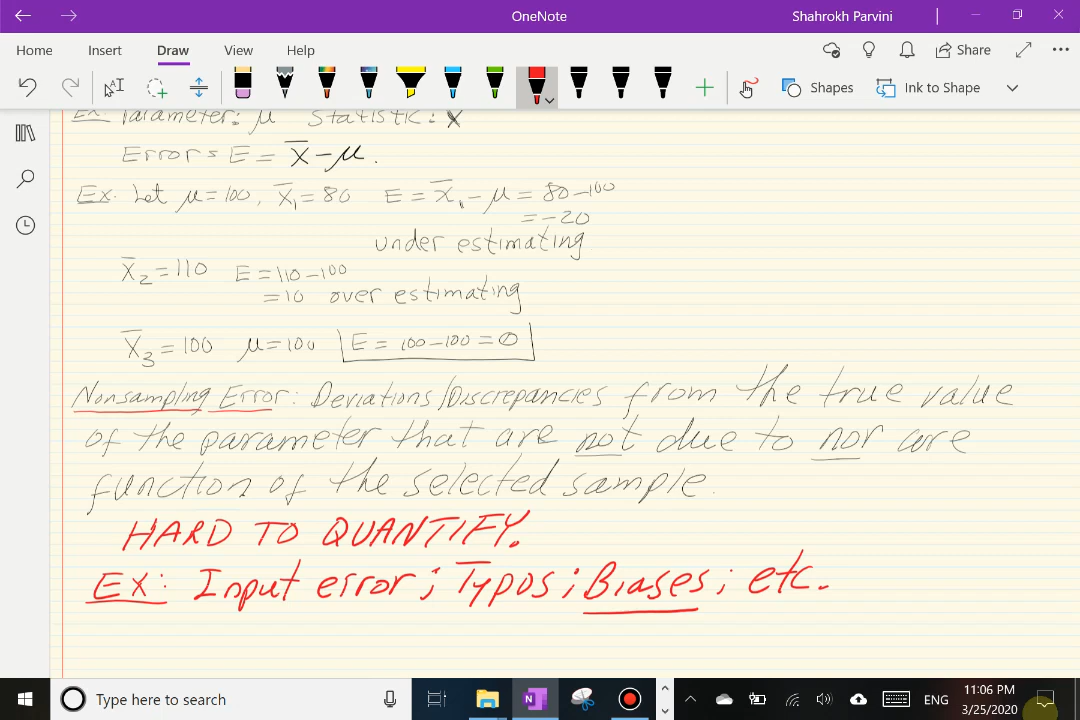 OneNote
Shahrokh Parvini
Home Insert Draw View Help
Share
Shapes
Ink to Shape
Ex: Parameter: μ Statistic: X̄
Errors = E = X̄ - μ.
Ex: Let μ = 100, X̄₁ = 80 E = X̄₁ - μ = 80 - 100
= -20
under estimating
X̄₂ = 110 E = 110 - 100
= 10 over estimating
X̄₃ = 100 μ = 100 E = 100 - 100 = 0
Nonsampling Error: Deviations/Discrepancies from the true value
of the parameter that are not due to nor are
function of the selected sample.
HARD TO QUANTIFY.
EX: Input error; Typos; Biases; etc.
Type here to search
ENG
11:06 PM
3/25/2020